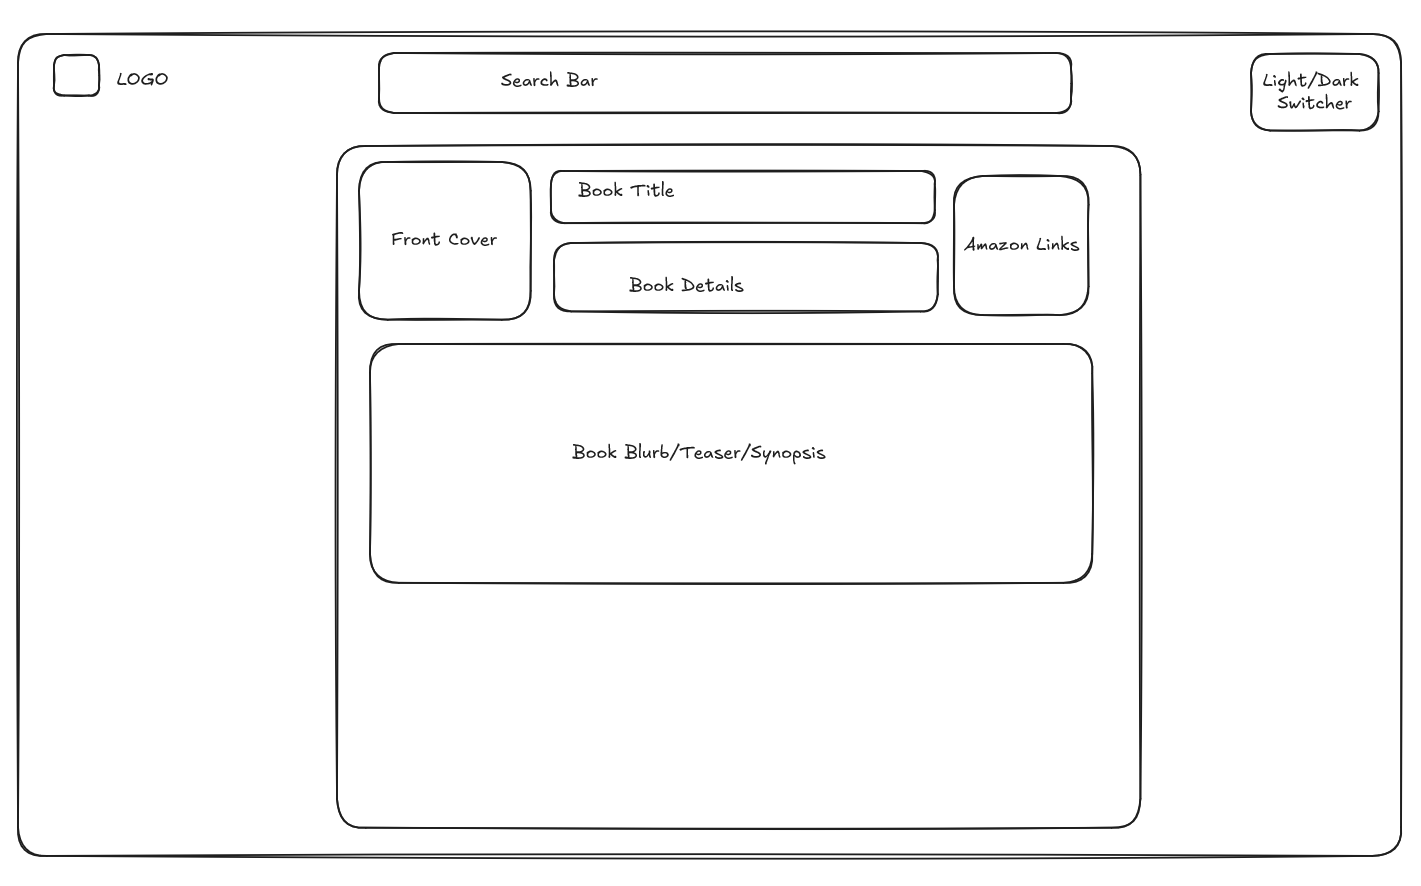 LOGO
Search Bar
Light/Dark
Switcher
Front Cover
Book Title
Book Details
Amazon Links
Book Blurb/Teaser/Synopsis